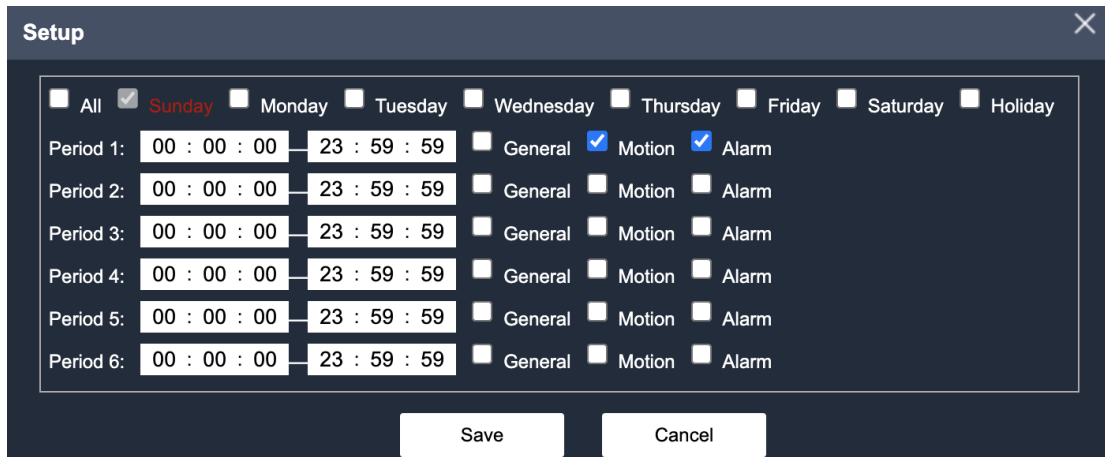 Setup
All Sunday Monday Tuesday Wednesday Thursday Friday Saturday Holiday
Period 1: 00 : 00 : 00 — 23 : 59 : 59 General Motion Alarm
Period 2: 00 : 00 : 00 — 23 : 59 : 59 General Motion Alarm
Period 3: 00 : 00 : 00 — 23 : 59 : 59 General Motion Alarm
Period 4: 00 : 00 : 00 — 23 : 59 : 59 General Motion Alarm
Period 5: 00 : 00 : 00 — 23 : 59 : 59 General Motion Alarm
Period 6: 00 : 00 : 00 — 23 : 59 : 59 General Motion Alarm
Save Cancel